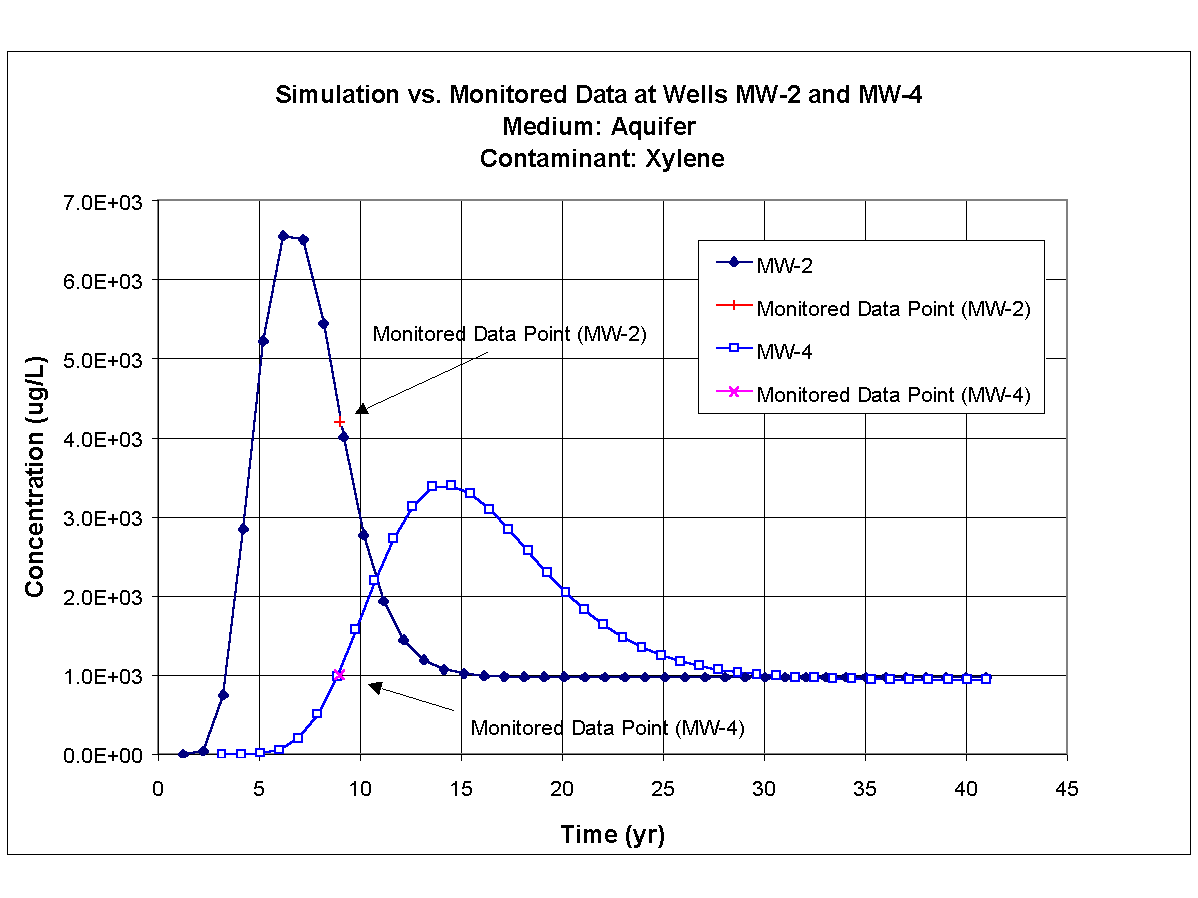 Simulation vs. Monitored Data at Wells MW-2 and MW-4
Medium: Aquifer
Contaminant: Xylene
7.0E+03
6.0E+03
5.0E+03
4.0E+03
3.0E+03
2.0E+03
1.0E+03
0.0E+00
Concentration (ug/L)
MW-2
Monitored Data Point (MW-2)
MW-4
Monitored Data Point (MW-4)
Monitored Data Point (MW-2)
Monitored Data Point (MW-4)
0 5 10 15 20 25 30 35 40 45
Time (yr)